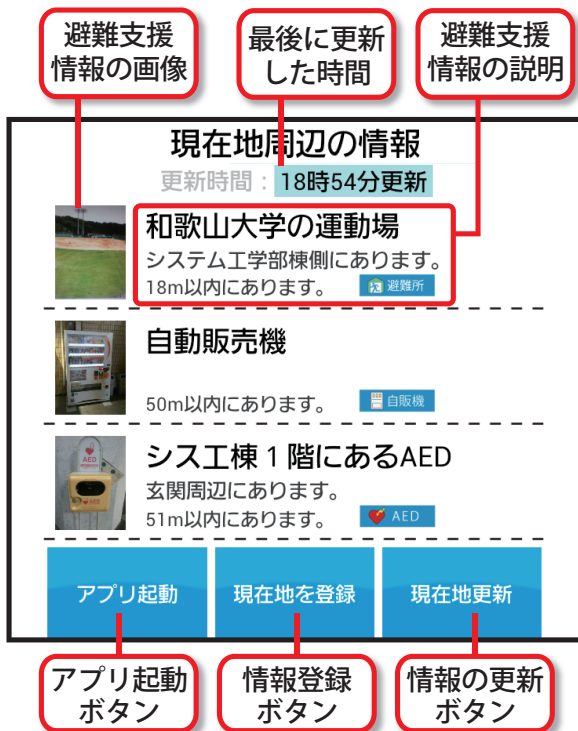 避難支援
情報の画像
最後に更新
した時間
避難支援
情報の説明
現在地周辺の情報
更新時間：18時54分更新
和歌山大学の運動場
システム工学部棟側にあります。
18m以内にあります。 避難所
自動販売機
50m以内にあります。 自販機
シス工棟１階にあるAED
玄関周辺にあります。
51m以内にあります。 AED
アプリ起動 現在地を登録 現在地更新
アプリ起動
ボタン
情報登録
ボタン
情報の更新
ボタン